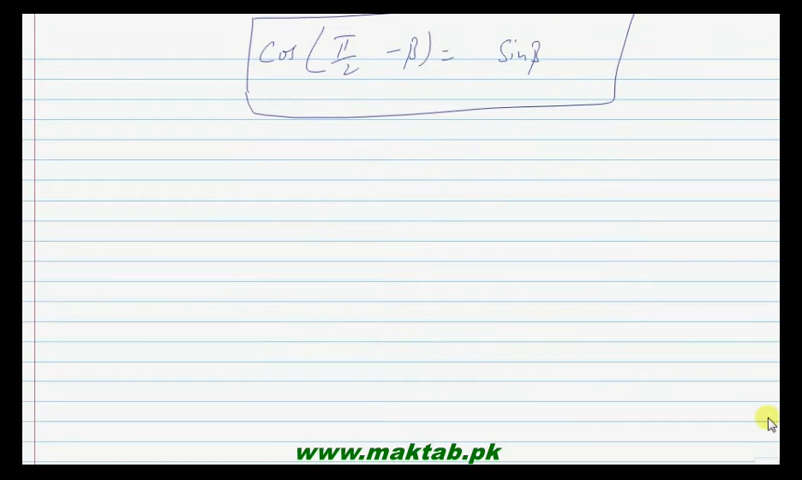 Cos(π/2 - β) = Sinβ
www.maktab.pk